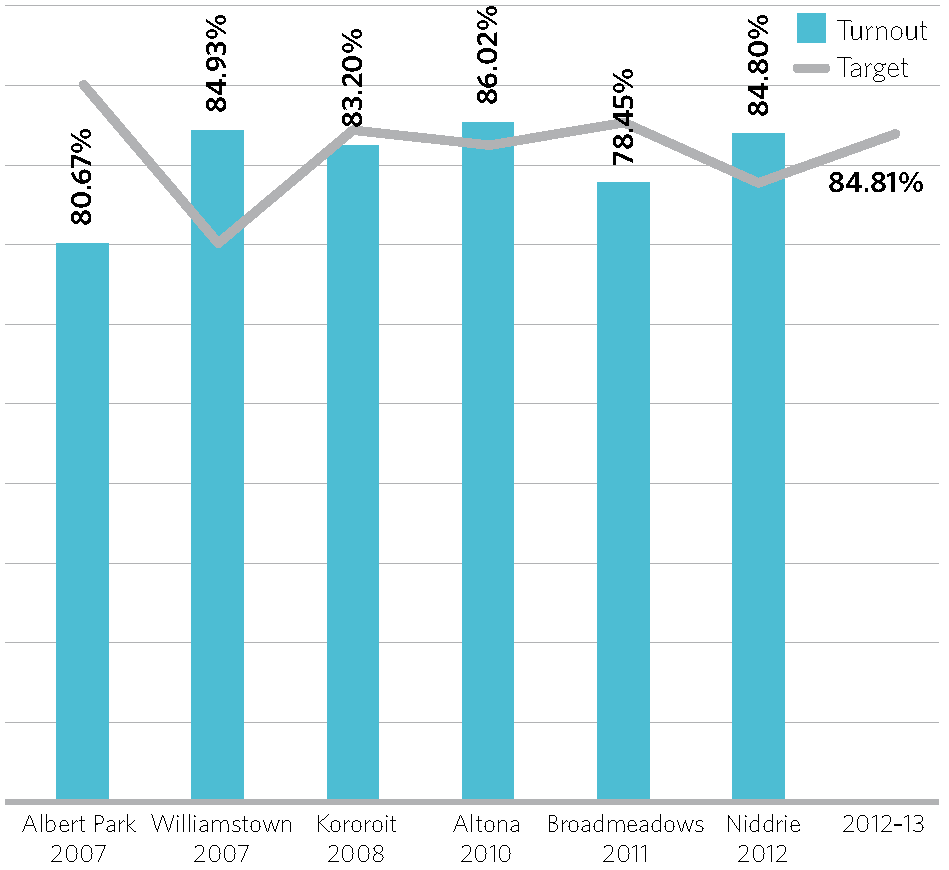 Turnout
Target
80.67%
84.93%
83.20%
86.02%
78.45%
84.80%
84.81%
Albert Park
2007
Williamstown
2007
Kororoit
2008
Altona
2010
Broadmeadows
2011
Niddrie
2012
2012–13